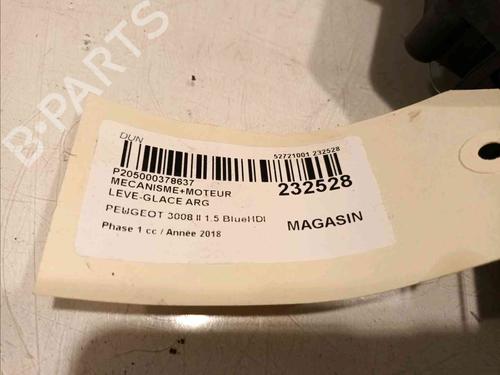 B-PARTS
DUN
52721001 232528
P205000378637
MECANISME+MOTEUR
LEVE-GLACE ARG
232528
PEUGEOT 3008 II 1.5 BlueHDI
MAGASIN
Phase 1 cc / Année 2018